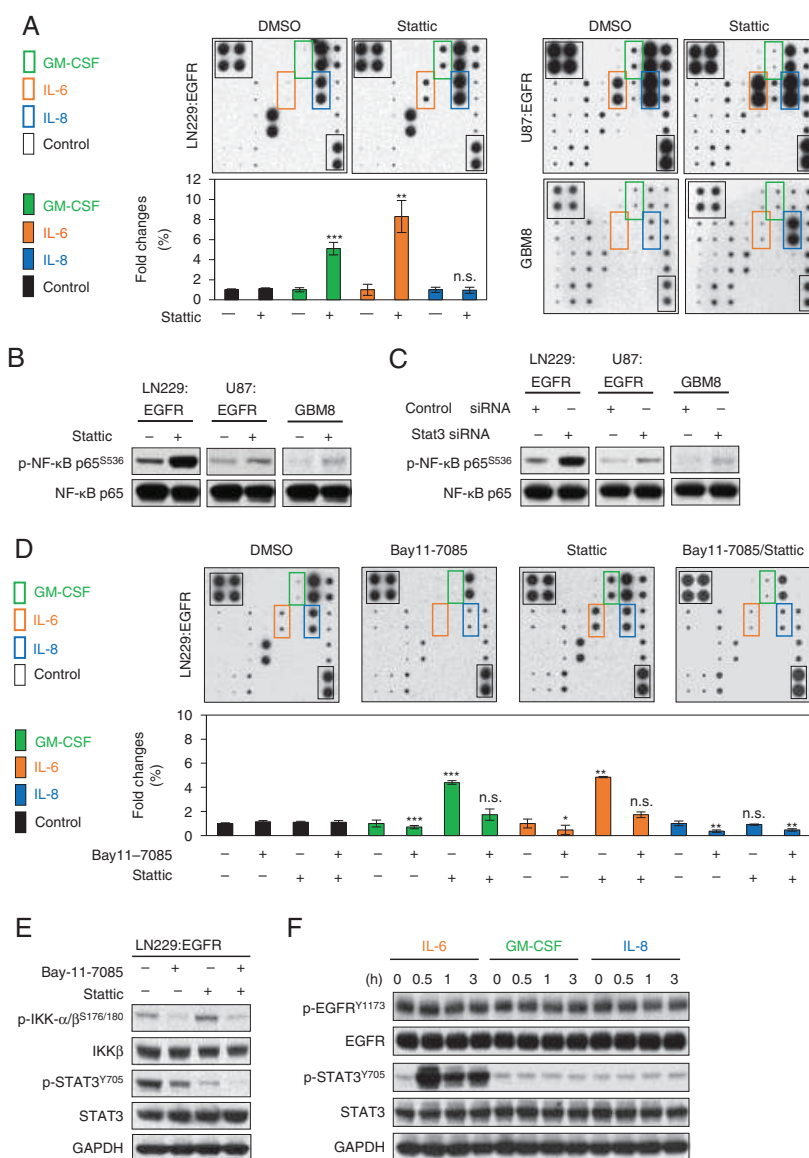 A
DMSO Stattic DMSO Stattic
GM-CSF
IL-6
IL-8
Control
LN229:EGFR
U87:EGFR
GM-CSF
IL-6
IL-8
Control
Fold changes
(%)
12
10
8
6
4
2
0
*** ** n.s.
— + — + — + — +
Stattic
GBM8
B
LN229: U87:
EGFR EGFR GBM8
Stattic – + – + – +
p-NF-κB p65S536
NF-κB p65
C
LN229: U87:
EGFR EGFR GBM8
Control siRNA + – + – + –
Stat3 siRNA – + – + – +
p-NF-κB p65S536
NF-κB p65
D
DMSO Bay11-7085 Stattic Bay11-7085/Stattic
GM-CSF
IL-6
IL-8
Control
LN229:EGFR
GM-CSF
IL-6
IL-8
Control
Fold changes
(%)
10
8
6
4
2
0
*** *** n.s. * ** n.s. ** n.s. **
Bay11–7085 – + – + – + – + – + – + – + – +
Stattic – – + + – – + + – – + + – – + +
E
LN229:EGFR
Bay-11-7085 – + – +
Stattic – – + +
p-IKK-α/βS176/180
IKKβ
p-STAT3Y705
STAT3
GAPDH
F
IL-6 GM-CSF IL-8
(h) 0 0.5 1 3 0 0.5 1 3 0 0.5 1 3
p-EGFRY1173
EGFR
p-STAT3Y705
STAT3
GAPDH